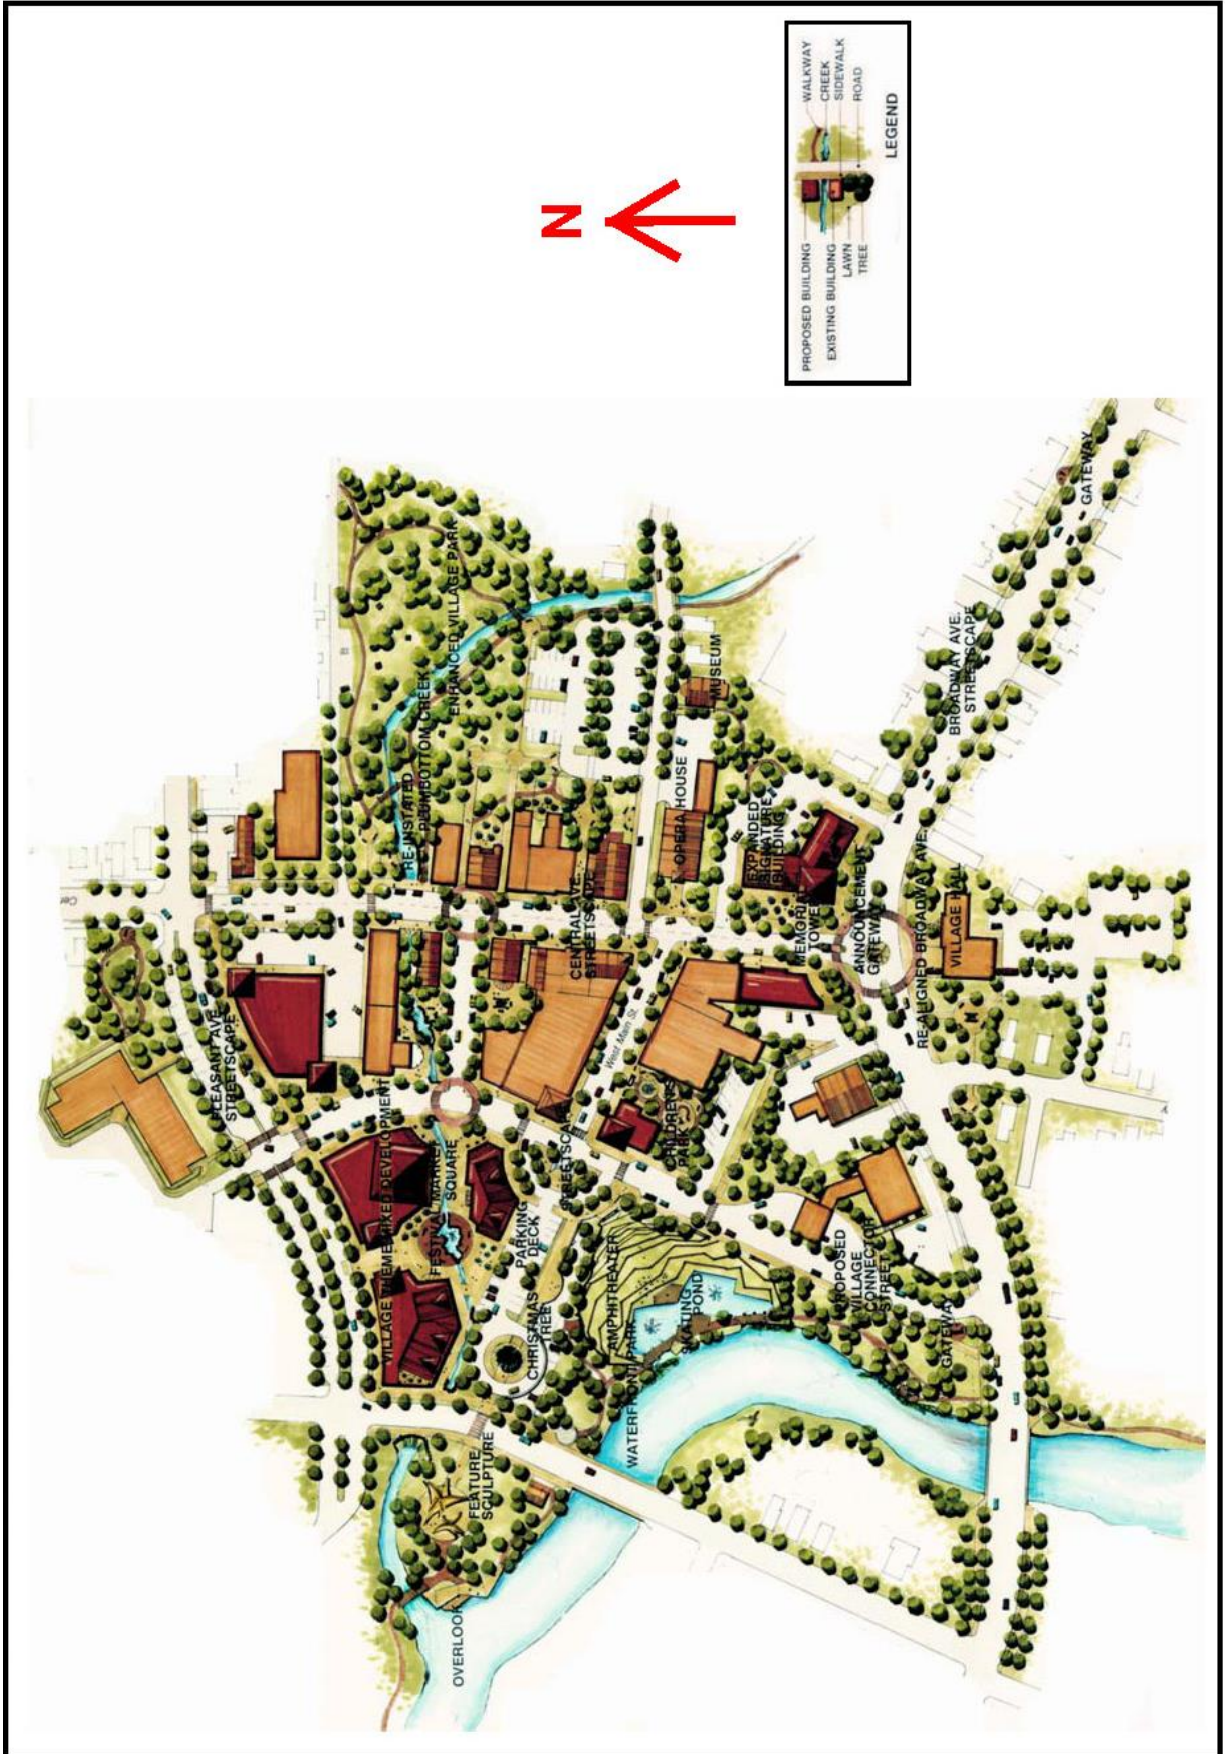 N
WALKWAY
CREEK
SIDEWALK
ROAD
PROPOSED BUILDING
EXISTING BUILDING
LAWN
TREE
LEGEND
PLEASANT AVE.
STREETSCAPE
VILLAGE THEME MIXED DEVELOPMENT
FESTIVAL MARKET
SQUARE
RE-INSTATED
PLUMBOTTOM CREEK
ENHANCED VILLAGE PARK
FEATURE
SCULPTURE
OVERLOOK
CHRISTMAS
TREE
PARKING
DECK
STREETSCAPE
CENTRAL AVE.
STREETSCAPE
West Main St.
AMPHITHEATER
WATERFRONT PARK
SKATING
POND
CHILDREN'S
PARK
OPERA HOUSE
MUSEUM
EXPANDED
SIGNATURE
BUILDING
MEMORIAL
TOWER
ANNOUNCEMENT
GATEWAY
PROPOSED
VILLAGE
CONNECTOR
STREET
GATEWAY
RE-ALIGNED BROADWAY AVE.
VILLAGE HALL
BROADWAY AVE.
STREETSCAPE
GATEWAY